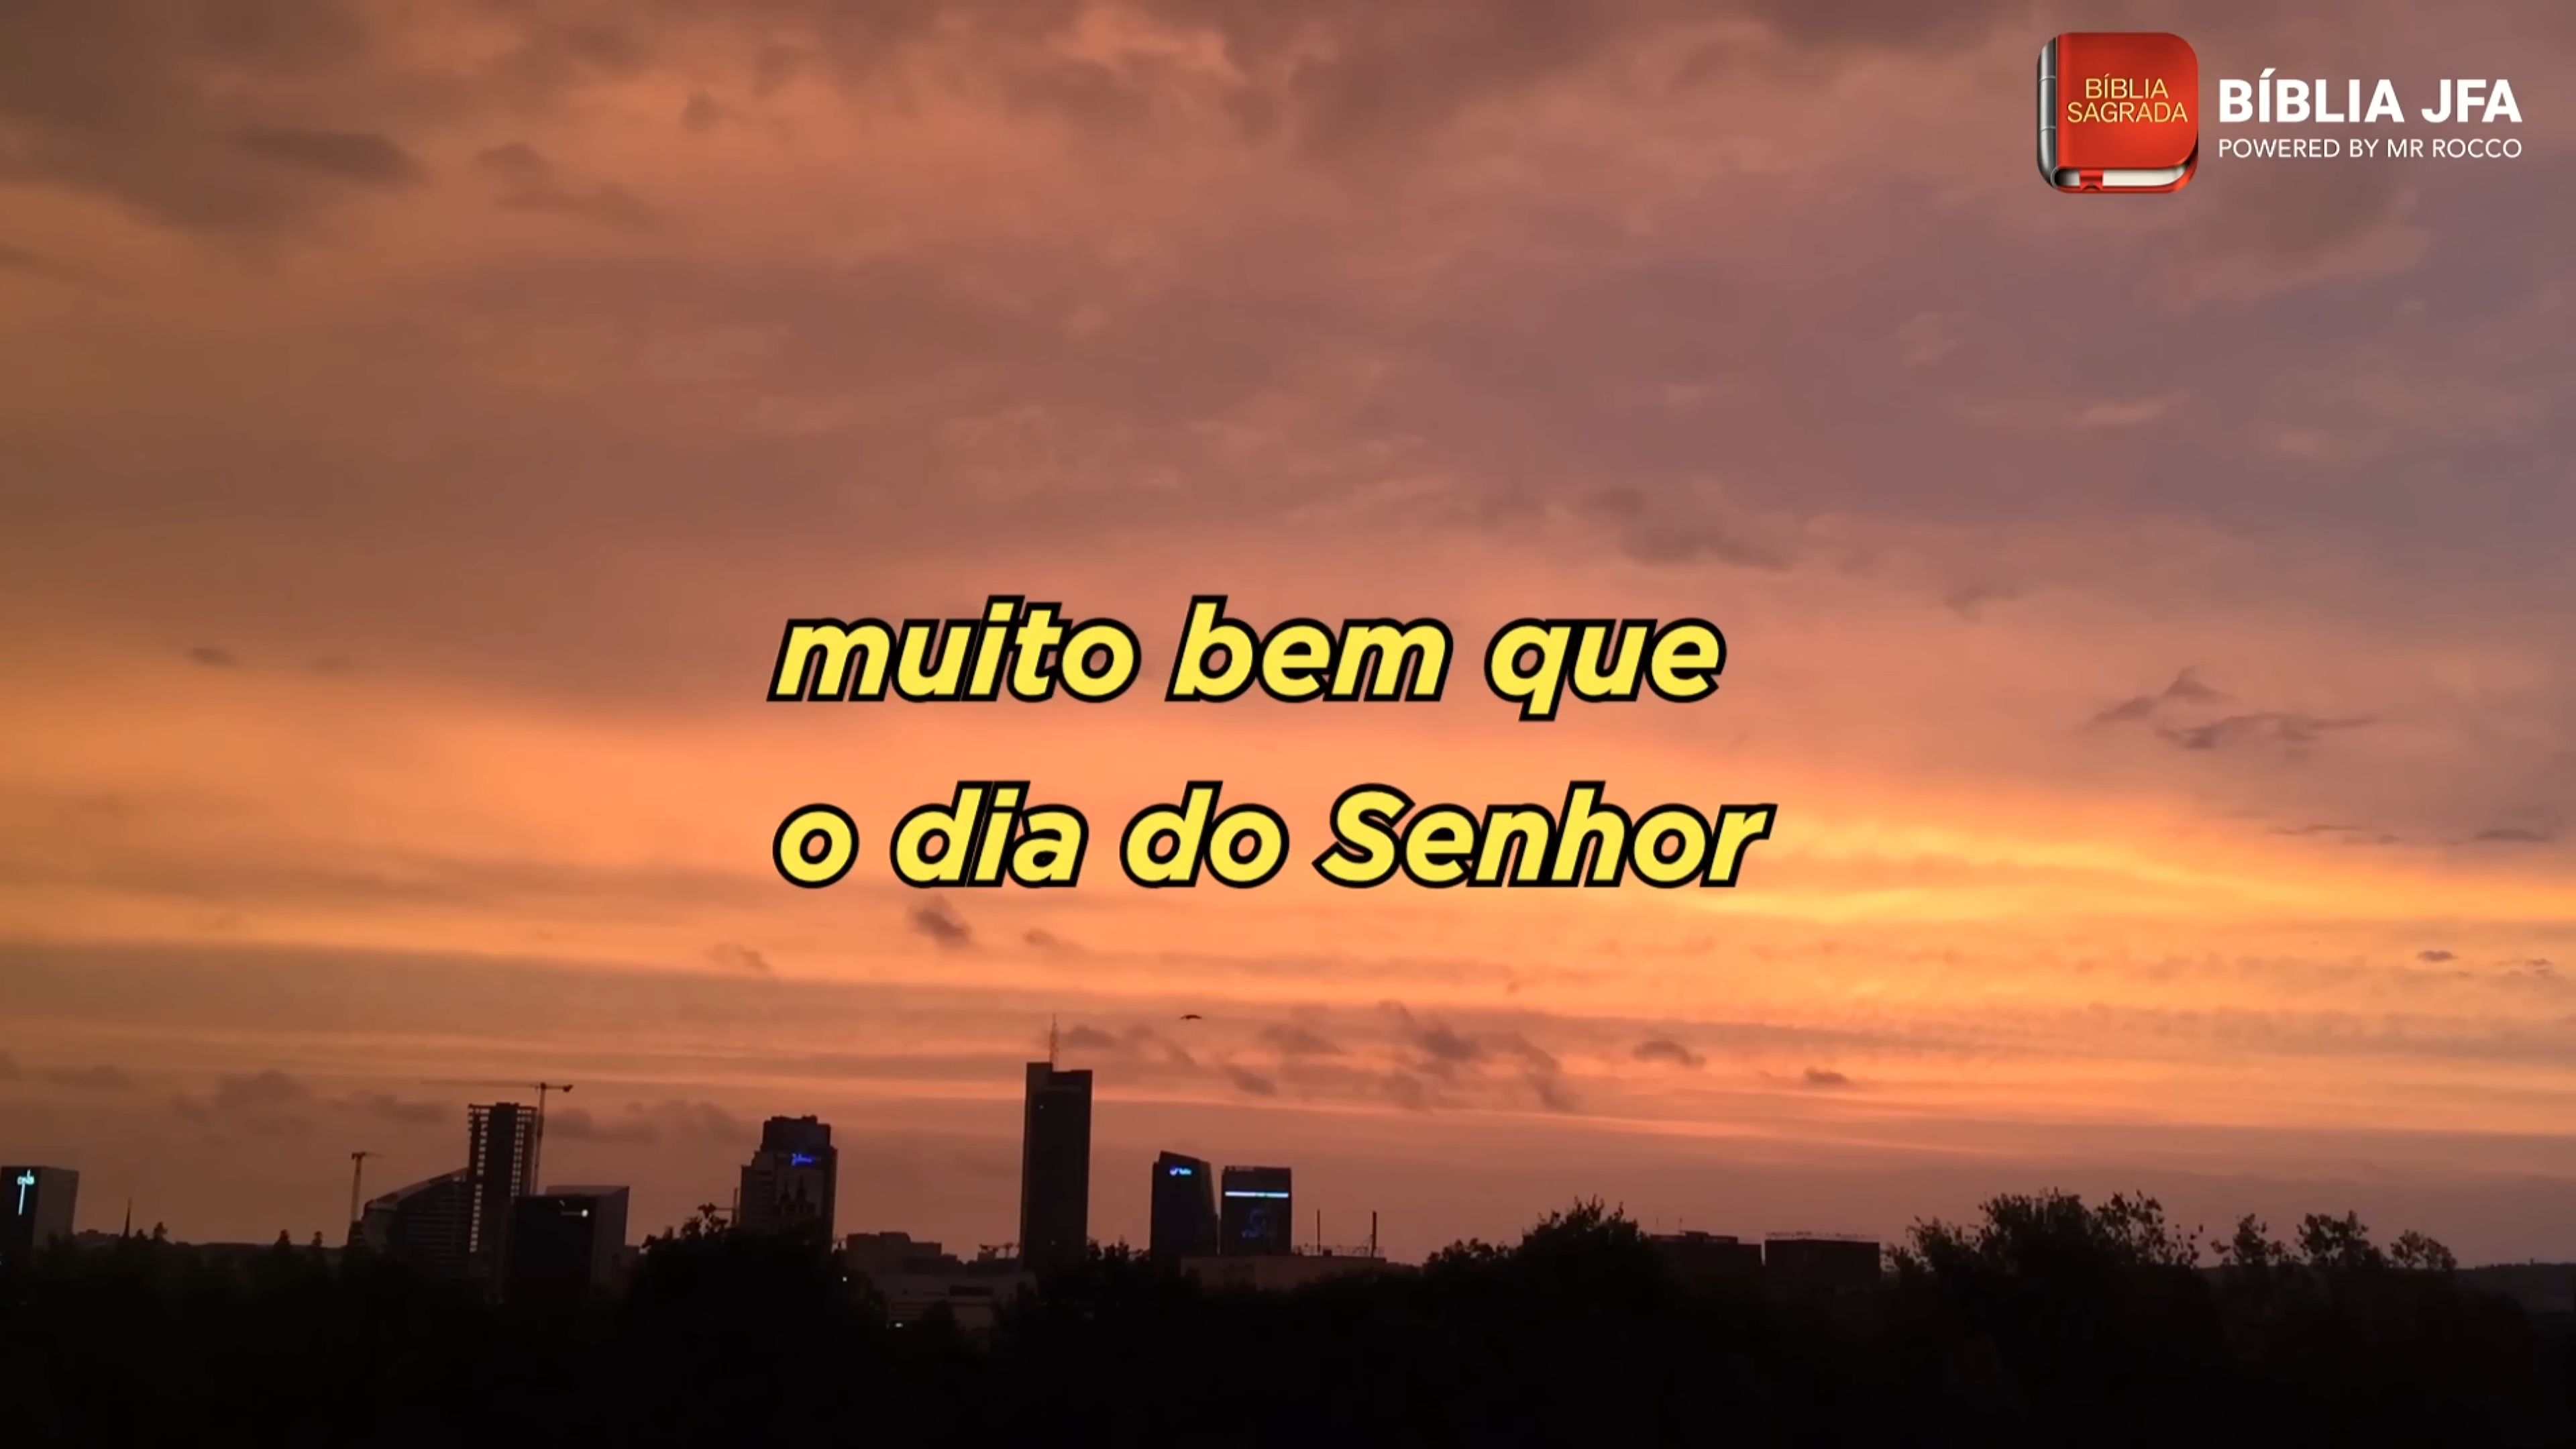 BÍBLIA
SAGRADA
BÍBLIA JFA
POWERED BY MR ROCCO
muito bem que
o dia do Senhor